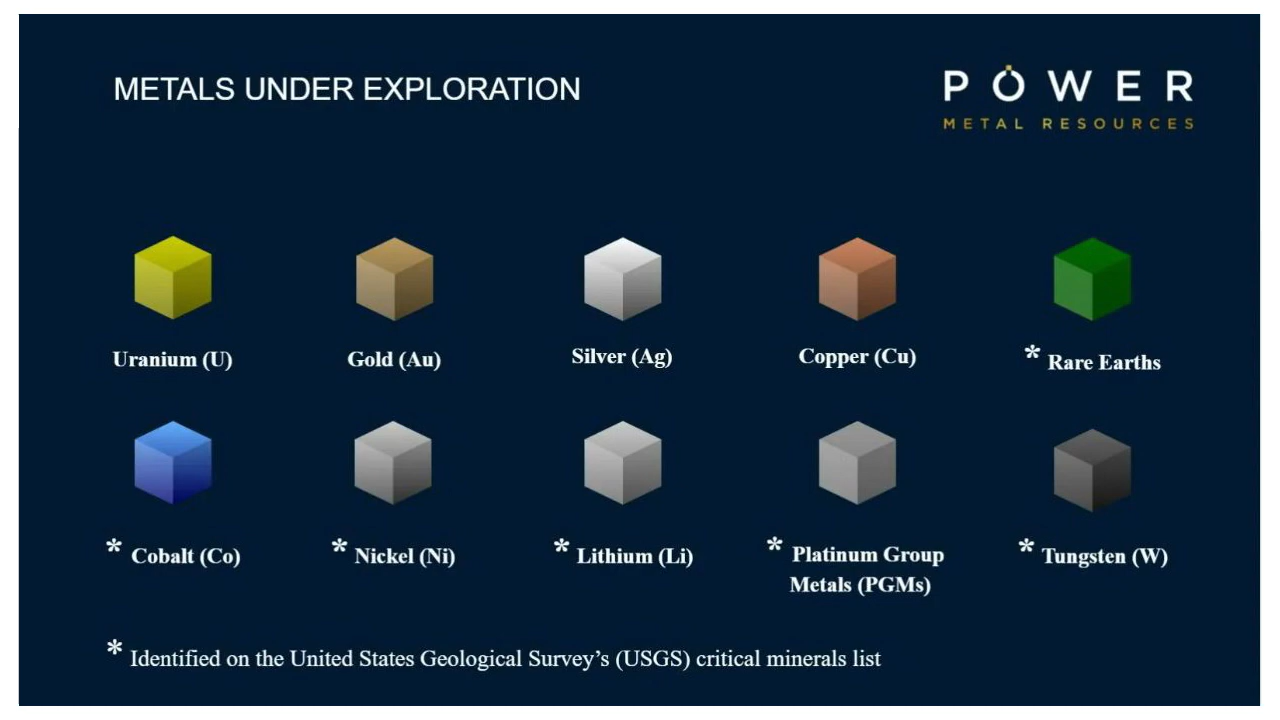 METALS UNDER EXPLORATION
POWER
METAL RESOURCES
Uranium (U)
Gold (Au)
Silver (Ag)
Copper (Cu)
* Rare Earths
* Cobalt (Co)
* Nickel (Ni)
* Lithium (Li)
* Platinum Group
Metals (PGMs)
* Tungsten (W)
* Identified on the United States Geological Survey’s (USGS) critical minerals list